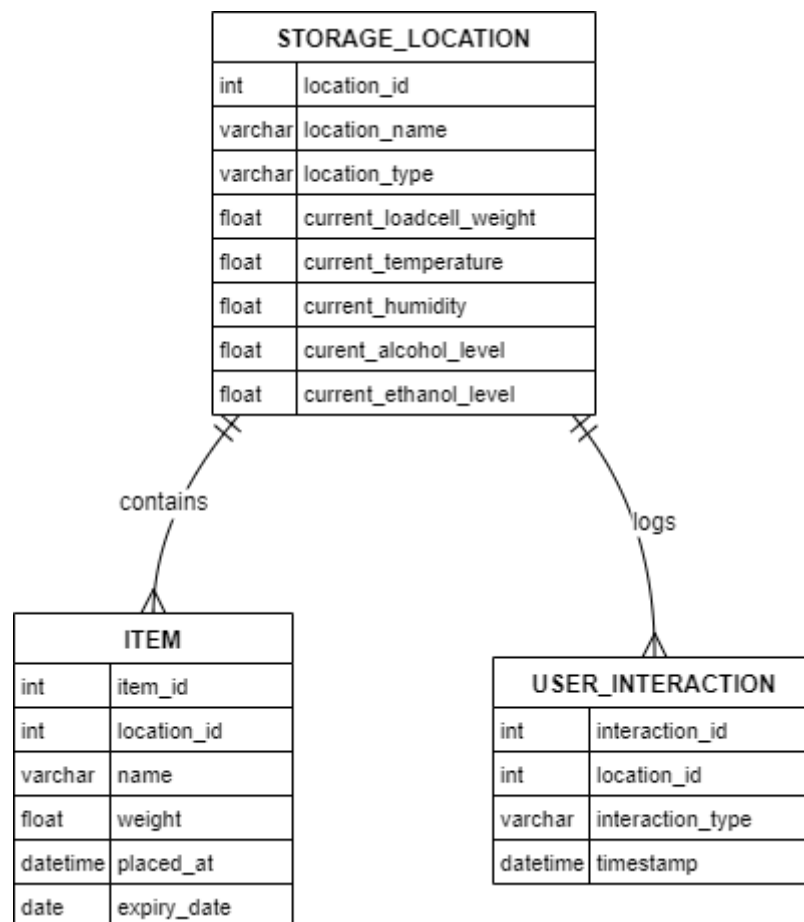 STORAGE_LOCATION
int location_id
varchar location_name
varchar location_type
float current_loadcell_weight
float current_temperature
float current_humidity
float curent_alcohol_level
float current_ethanol_level
contains
logs
ITEM
int item_id
int location_id
varchar name
float weight
datetime placed_at
date expiry_date
USER_INTERACTION
int interaction_id
int location_id
varchar interaction_type
datetime timestamp